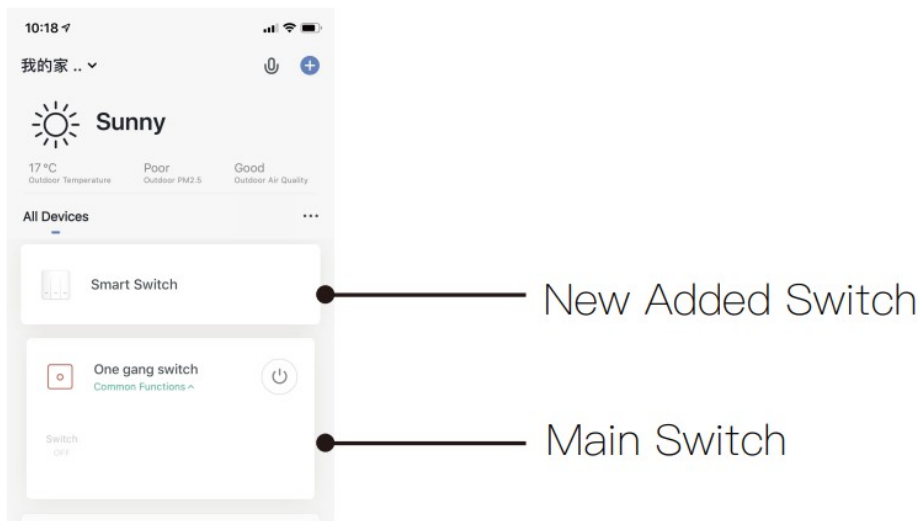 10:18
我的家 ..
Sunny
17 °C Poor Good
Outdoor Temperature Outdoor PM2.5 Outdoor Air Quality
All Devices ...
Smart Switch
New Added Switch
One gang switch
Common Functions
Switch
OFF
Main Switch